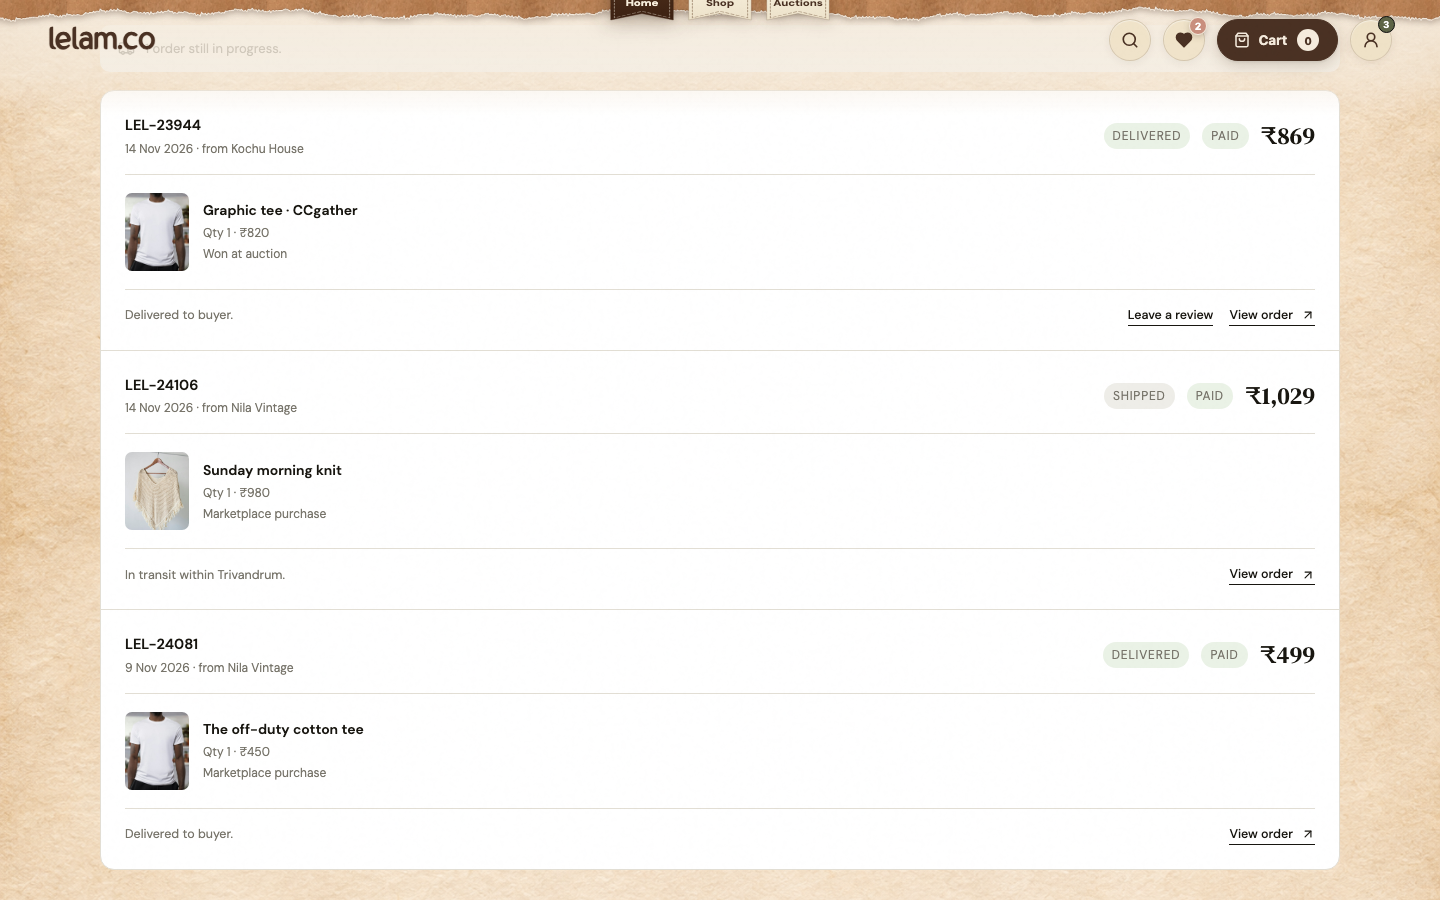 Home
Shop
Auctions
lelam.co
order still in progress.
2
Cart 0
3
LEL-23944
14 Nov 2026 · from Kochu House
DELIVERED
PAID
₹869
Graphic tee · CCgather
Qty 1 · ₹820
Won at auction
Delivered to buyer.
Leave a review
View order
LEL-24106
14 Nov 2026 · from Nila Vintage
SHIPPED
PAID
₹1,029
Sunday morning knit
Qty 1 · ₹980
Marketplace purchase
In transit within Trivandrum.
View order
LEL-24081
9 Nov 2026 · from Nila Vintage
DELIVERED
PAID
₹499
The off-duty cotton tee
Qty 1 · ₹450
Marketplace purchase
Delivered to buyer.
View order